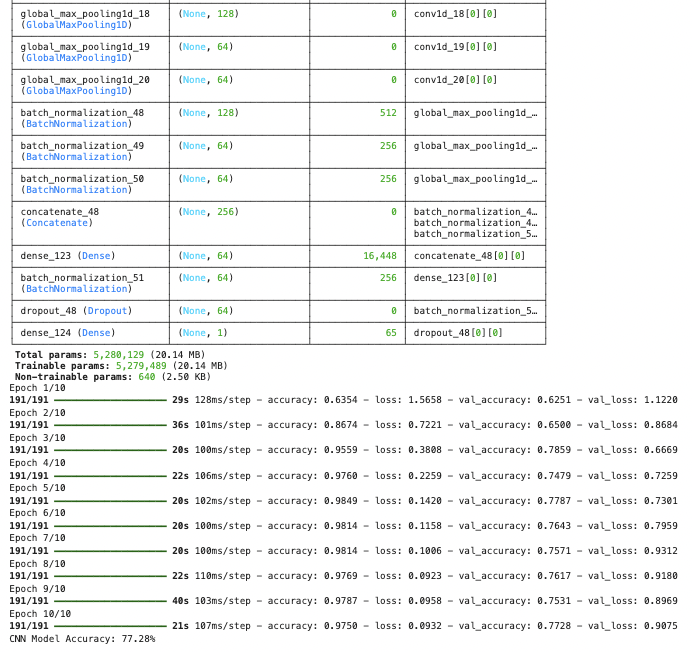 global_max_pooling1d_18 (None, 128) 0 conv1d_18[0][0]
(GlobalMaxPooling1D)
global_max_pooling1d_19 (None, 64) 0 conv1d_19[0][0]
(GlobalMaxPooling1D)
global_max_pooling1d_20 (None, 64) 0 conv1d_20[0][0]
(GlobalMaxPooling1D)
batch_normalization_48 (None, 128) 512 global_max_pooling1d_…
(BatchNormalization)
batch_normalization_49 (None, 64) 256 global_max_pooling1d_…
(BatchNormalization)
batch_normalization_50 (None, 64) 256 global_max_pooling1d_…
(BatchNormalization)
concatenate_48 (None, 256) 0 batch_normalization_4…
(Concatenate) batch_normalization_4…
batch_normalization_5…
dense_123 (Dense) (None, 64) 16,448 concatenate_48[0][0]
batch_normalization_51 (None, 64) 256 dense_123[0][0]
(BatchNormalization)
dropout_48 (Dropout) (None, 64) 0 batch_normalization_5…
dense_124 (Dense) (None, 1) 65 dropout_48[0][0]
Total params: 5,280,129 (20.14 MB)
Trainable params: 5,279,489 (20.14 MB)
Non-trainable params: 640 (2.50 KB)
Epoch 1/10
191/191 29s 128ms/step - accuracy: 0.6354 - loss: 1.5658 - val_accuracy: 0.6251 - val_loss: 1.1220
Epoch 2/10
191/191 36s 101ms/step - accuracy: 0.8674 - loss: 0.7221 - val_accuracy: 0.6500 - val_loss: 0.8684
Epoch 3/10
191/191 20s 100ms/step - accuracy: 0.9559 - loss: 0.3808 - val_accuracy: 0.7859 - val_loss: 0.6669
Epoch 4/10
191/191 22s 106ms/step - accuracy: 0.9760 - loss: 0.2259 - val_accuracy: 0.7479 - val_loss: 0.7259
Epoch 5/10
191/191 20s 102ms/step - accuracy: 0.9849 - loss: 0.1420 - val_accuracy: 0.7787 - val_loss: 0.7301
Epoch 6/10
191/191 20s 100ms/step - accuracy: 0.9814 - loss: 0.1158 - val_accuracy: 0.7643 - val_loss: 0.7959
Epoch 7/10
191/191 20s 100ms/step - accuracy: 0.9814 - loss: 0.1006 - val_accuracy: 0.7571 - val_loss: 0.9312
Epoch 8/10
191/191 22s 110ms/step - accuracy: 0.9769 - loss: 0.0923 - val_accuracy: 0.7617 - val_loss: 0.9180
Epoch 9/10
191/191 40s 103ms/step - accuracy: 0.9787 - loss: 0.0958 - val_accuracy: 0.7531 - val_loss: 0.8969
Epoch 10/10
191/191 21s 107ms/step - accuracy: 0.9750 - loss: 0.0932 - val_accuracy: 0.7728 - val_loss: 0.9075
CNN Model Accuracy: 77.28%